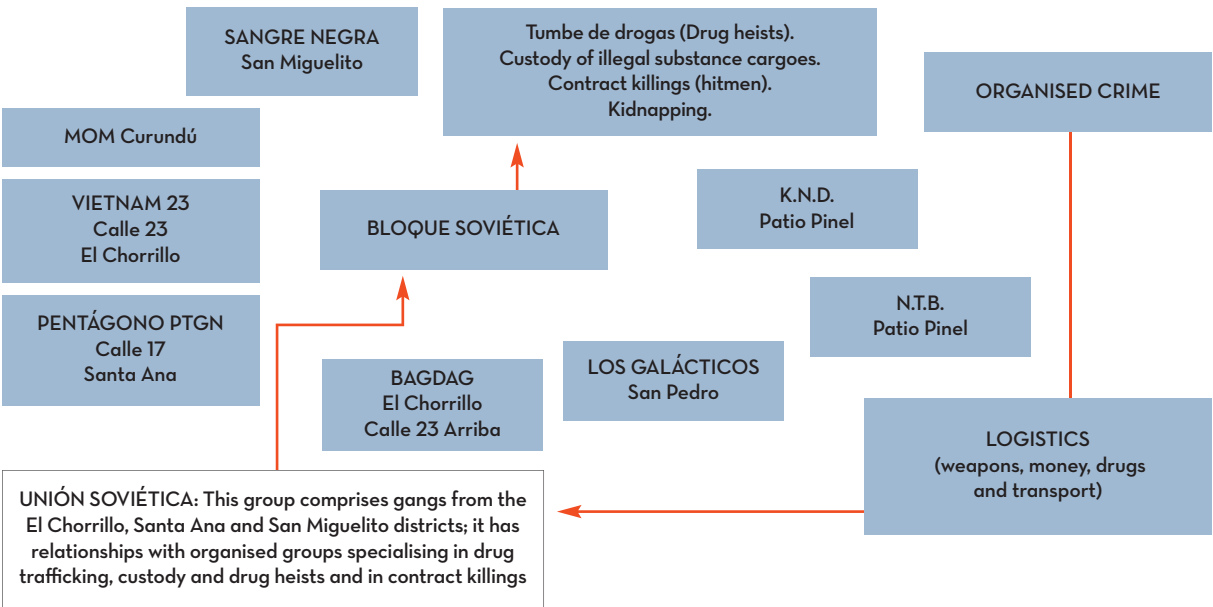 SANGRE NEGRA
San Miguelito
Tumbe de drogas (Drug heists).
Custody of illegal substance cargoes.
Contract killings (hitmen).
Kidnapping.
ORGANISED CRIME
MOM Curundú
VIETNAM 23
Calle 23
El Chorrillo
BLOQUE SOVIÉTICA
K.N.D.
Patio Pinel
PENTÁGONO PTGN
Calle 17
Santa Ana
N.T.B.
Patio Pinel
BAGDAG
El Chorrillo
Calle 23 Arriba
LOS GALÁCTICOS
San Pedro
LOGISTICS
(weapons, money, drugs
and transport)
UNIÓN SOVIÉTICA: This group comprises gangs from the
El Chorrillo, Santa Ana and San Miguelito districts; it has
relationships with organised groups specialising in drug
trafficking, custody and drug heists and in contract killings